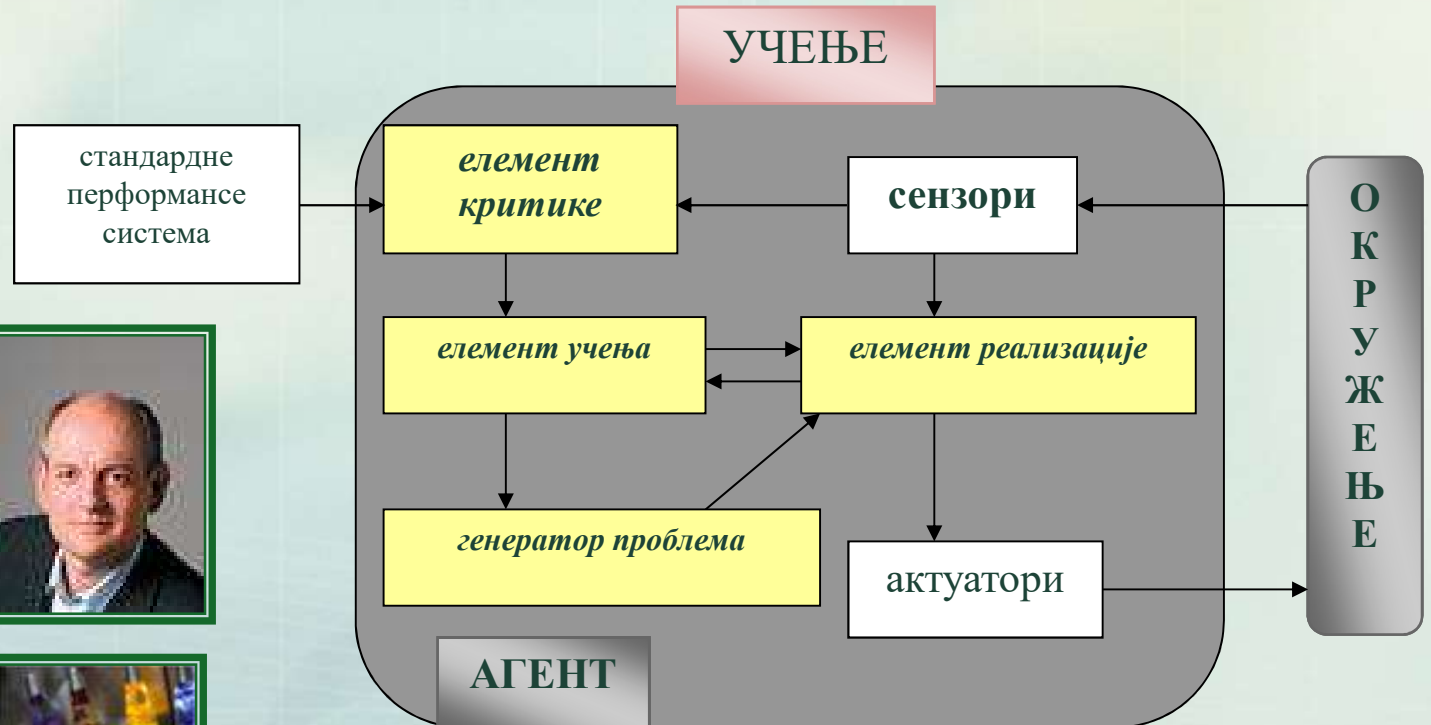 УЧЕЊЕ
стандардне
перформансе
система
елемент
критике
сензори
елемент учења
елемент реализације
генератор проблема
актуатори
АГЕНТ
О
К
Р
У
Ж
Е
Њ
Е